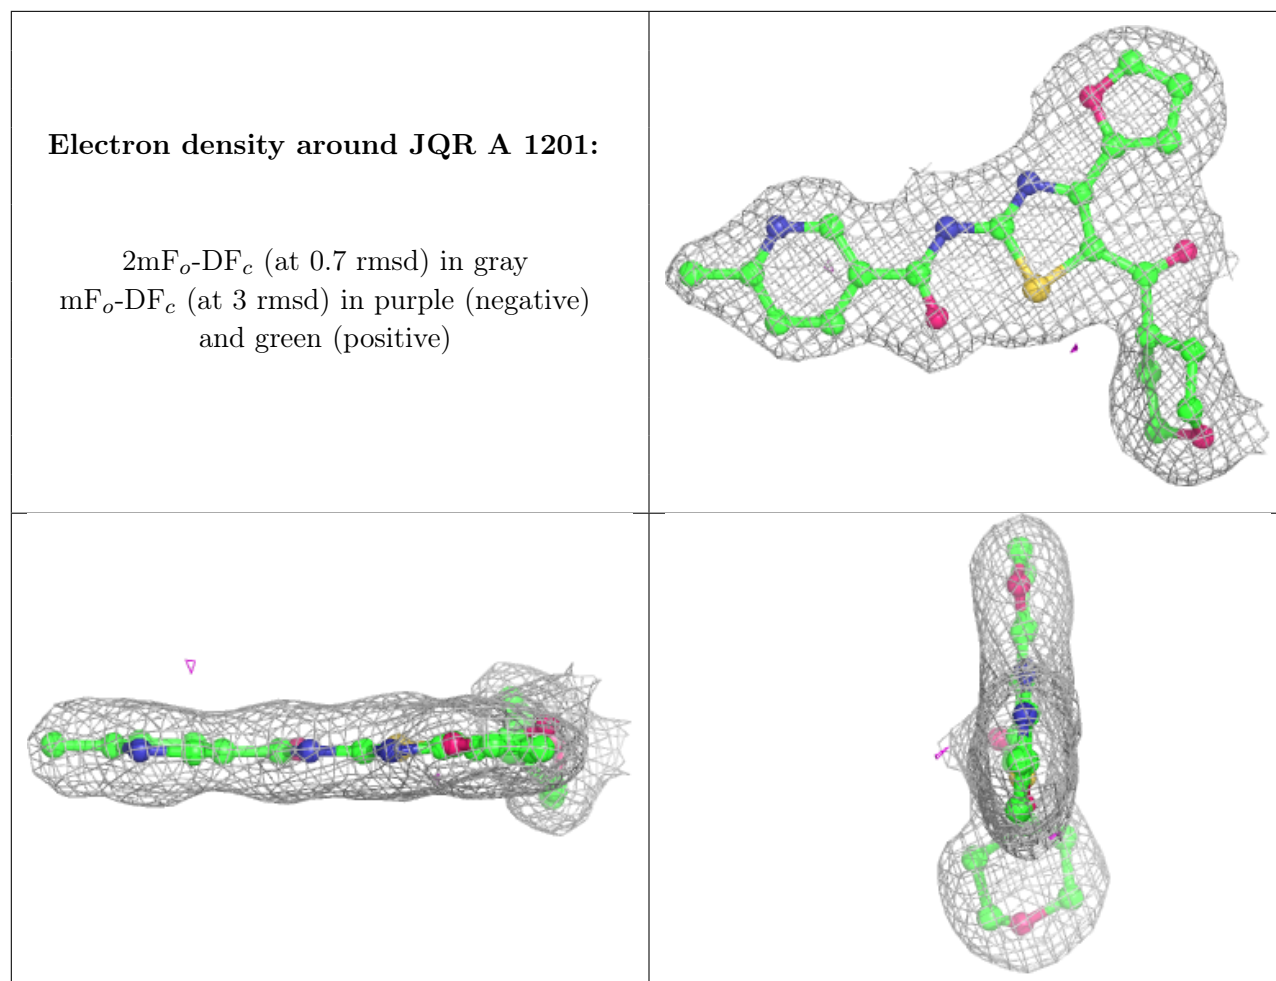 Electron density around JQR A 1201:
2mFₒ-DF𝒸 (at 0.7 rmsd) in gray
mFₒ-DF𝒸 (at 3 rmsd) in purple (negative)
and green (positive)